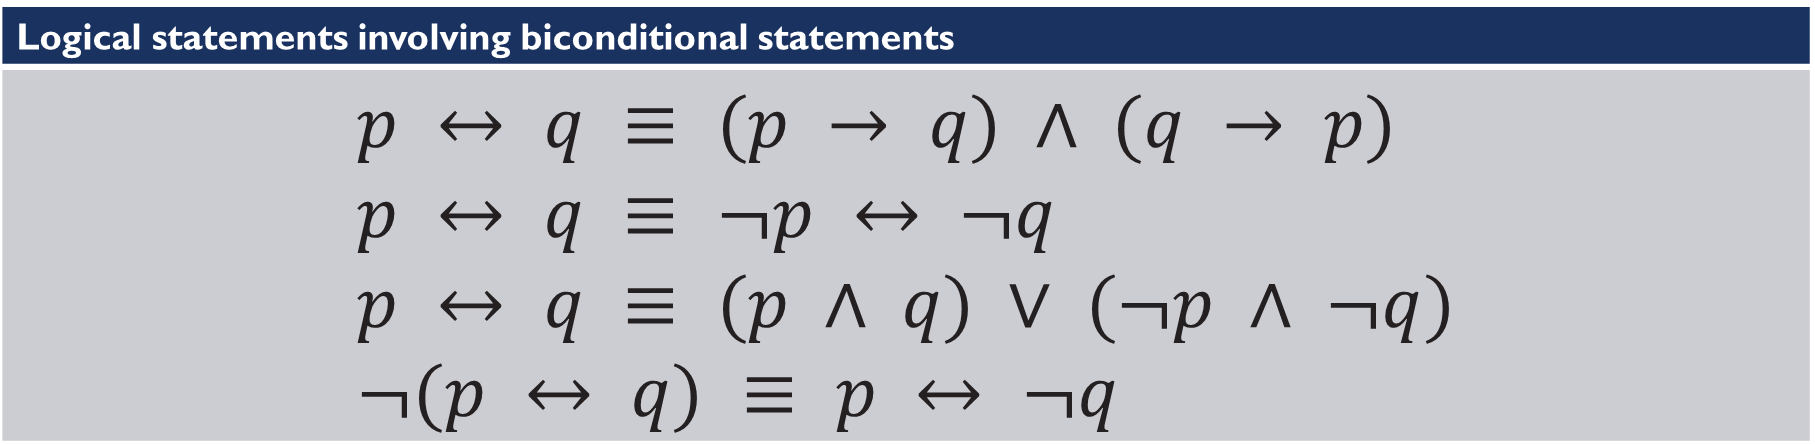 Logical statements involving biconditional statements
p ↔ q ≡ (p → q) ∧ (q → p)
p ↔ q ≡ ¬p ↔ ¬q
p ↔ q ≡ (p ∧ q) ∨ (¬p ∧ ¬q)
¬(p ↔ q) ≡ p ↔ ¬q